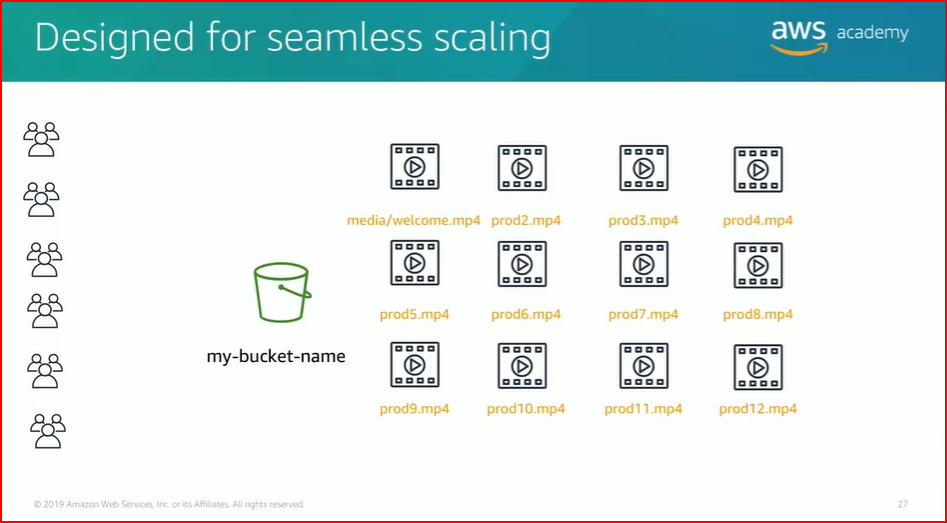 Designed for seamless scaling
aws academy
media/welcome.mp4 prod2.mp4 prod3.mp4 prod4.mp4
prod5.mp4 prod6.mp4 prod7.mp4 prod8.mp4
my-bucket-name
prod9.mp4 prod10.mp4 prod11.mp4 prod12.mp4
© 2019 Amazon Web Services, Inc. or its Affiliates. All rights reserved.
27